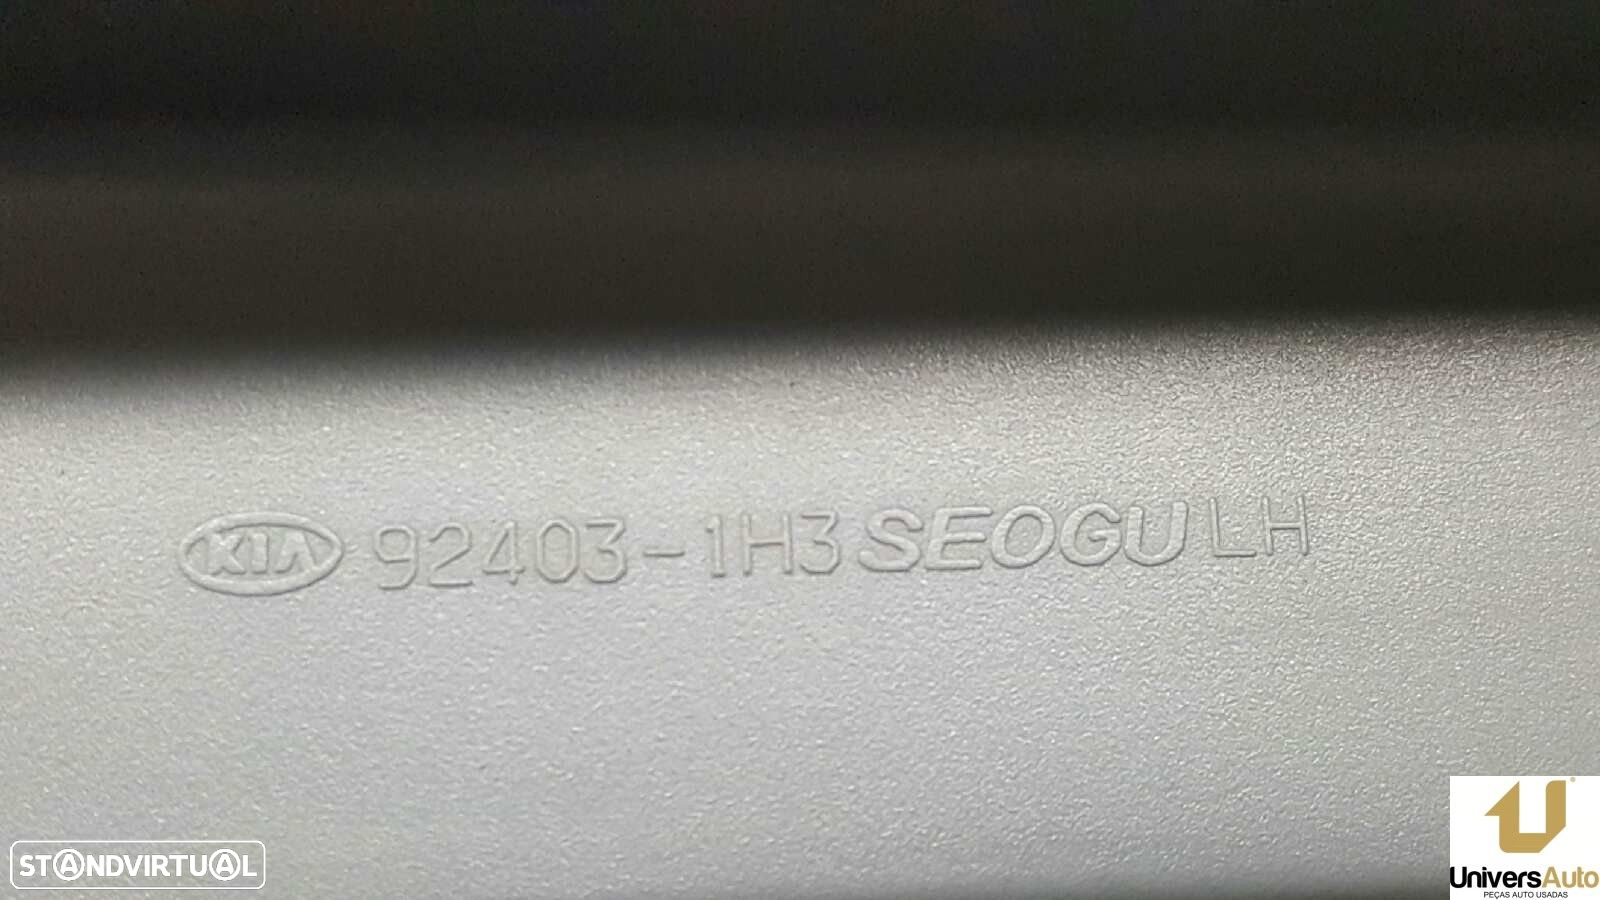 KIA 92403-1H3 SEOGU LH
STANDVIRTUAL
UniversAuto
PEÇAS AUTO USADAS